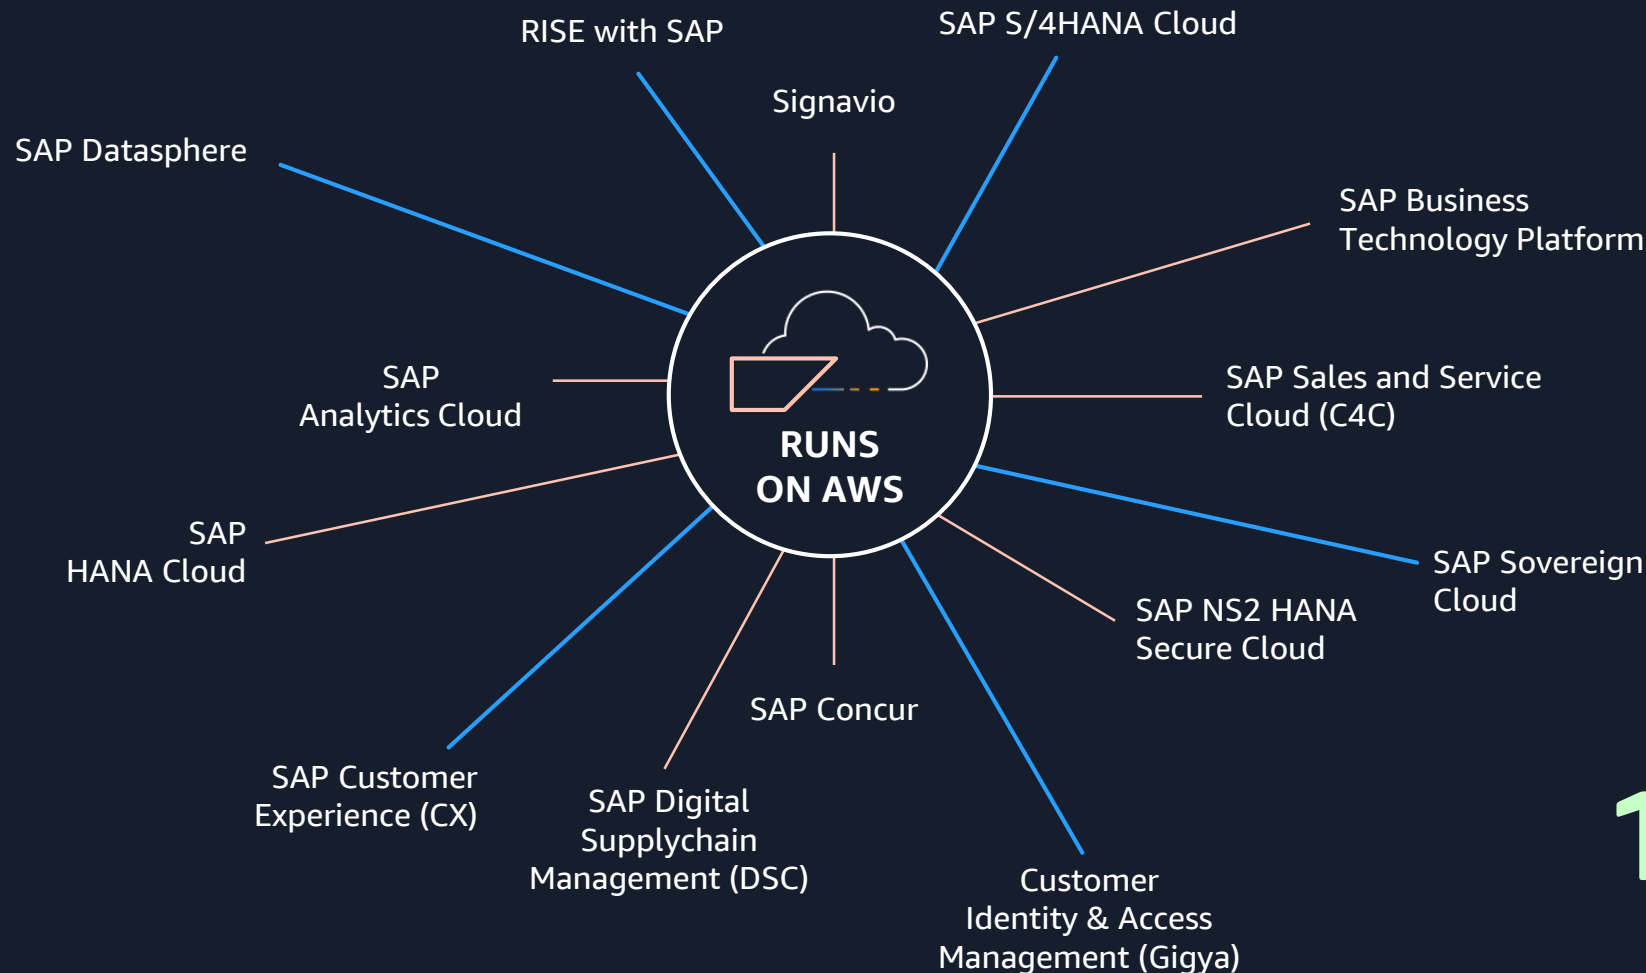 RISE with SAP
SAP S/4HANA Cloud
Signavio
SAP Datasphere
SAP Business
Technology Platform
SAP
Analytics Cloud
SAP Sales and Service
Cloud (C4C)
RUNS
ON AWS
SAP
HANA Cloud
SAP Sovereign
Cloud
SAP NS2 HANA
Secure Cloud
SAP Concur
SAP Customer
Experience (CX)
SAP Digital
Supplychain
Management (DSC)
Customer
Identity & Access
Management (Gigya)